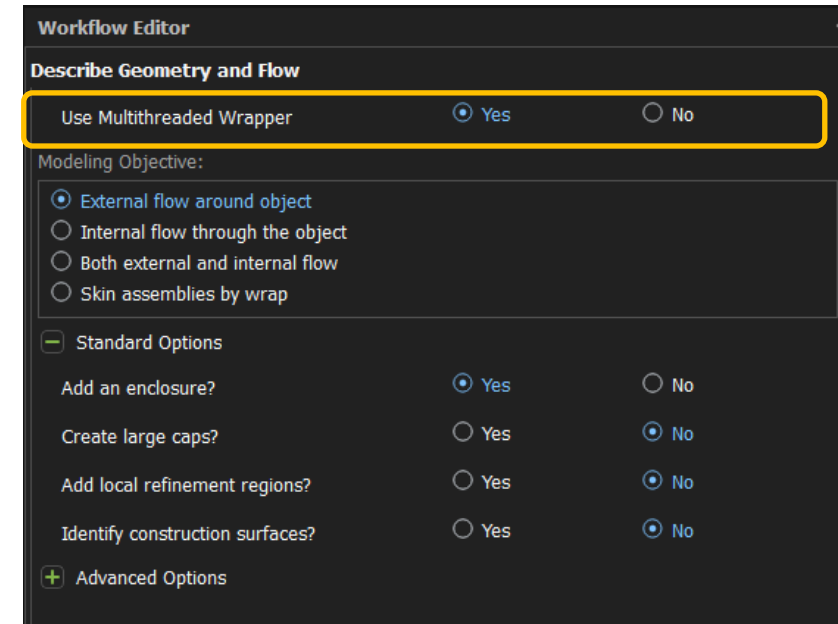 Workflow Editor
Describe Geometry and Flow
Use Multithreaded Wrapper Yes No
Modeling Objective:
External flow around object
Internal flow through the object
Both external and internal flow
Skin assemblies by wrap
Standard Options
Add an enclosure? Yes No
Create large caps? Yes No
Add local refinement regions? Yes No
Identify construction surfaces? Yes No
Advanced Options